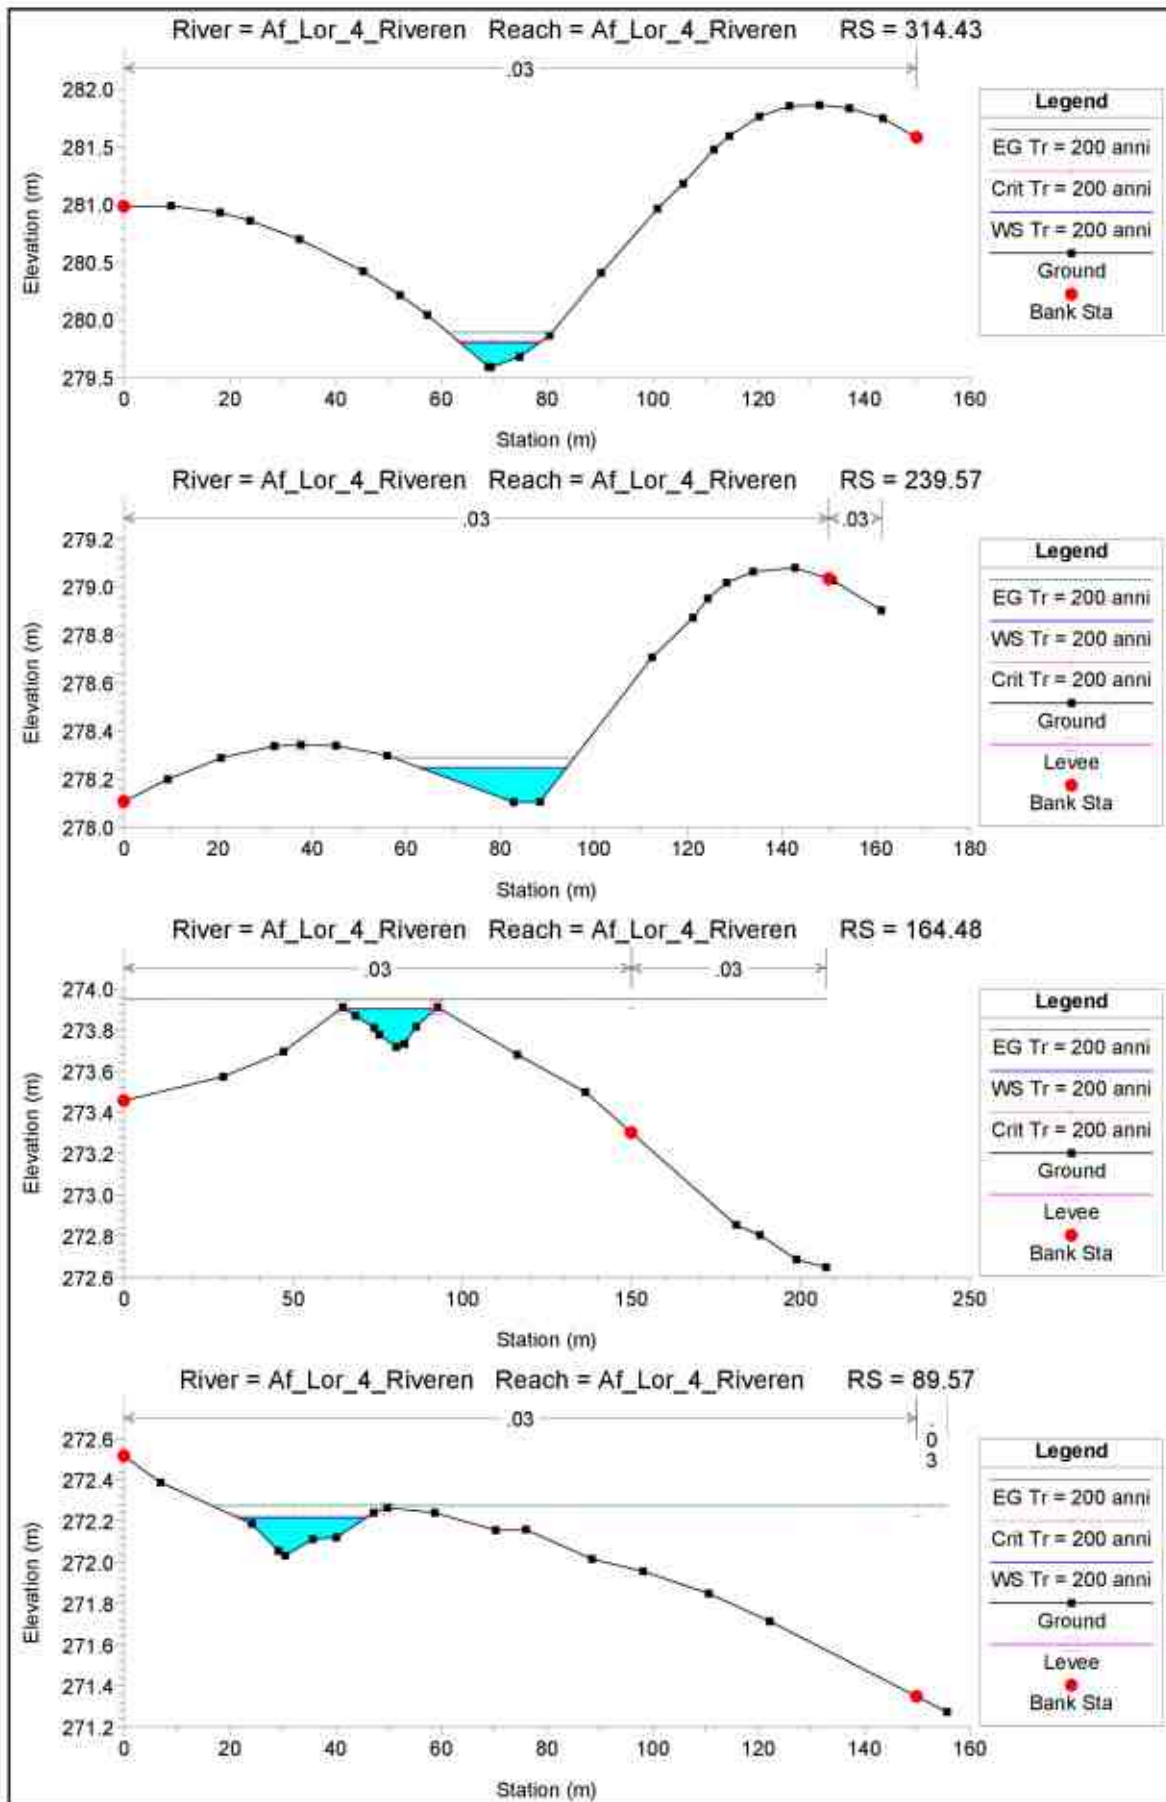 River = Af_Lor_4_Riveren Reach = Af_Lor_4_Riveren RS = 314.43
.03
Elevation (m)
282.0
281.5
281.0
280.5
280.0
279.5
0 20 40 60 80 100 120 140 160
Station (m)
Legend
EG Tr = 200 anni
Crit Tr = 200 anni
WS Tr = 200 anni
Ground
Bank Sta
River = Af_Lor_4_Riveren Reach = Af_Lor_4_Riveren RS = 239.57
.03 .03
Elevation (m)
279.2
279.0
278.8
278.6
278.4
278.2
278.0
0 20 40 60 80 100 120 140 160 180
Station (m)
Legend
EG Tr = 200 anni
WS Tr = 200 anni
Crit Tr = 200 anni
Ground
Levee
Bank Sta
River = Af_Lor_4_Riveren Reach = Af_Lor_4_Riveren RS = 164.48
.03 .03
Elevation (m)
274.0
273.8
273.6
273.4
273.2
273.0
272.8
272.6
0 50 100 150 200 250
Station (m)
Legend
EG Tr = 200 anni
WS Tr = 200 anni
Crit Tr = 200 anni
Ground
Levee
Bank Sta
River = Af_Lor_4_Riveren Reach = Af_Lor_4_Riveren RS = 89.57
.03 .03
Elevation (m)
272.6
272.4
272.2
272.0
271.8
271.6
271.4
271.2
0 20 40 60 80 100 120 140 160
Station (m)
Legend
EG Tr = 200 anni
Crit Tr = 200 anni
WS Tr = 200 anni
Ground
Levee
Bank Sta